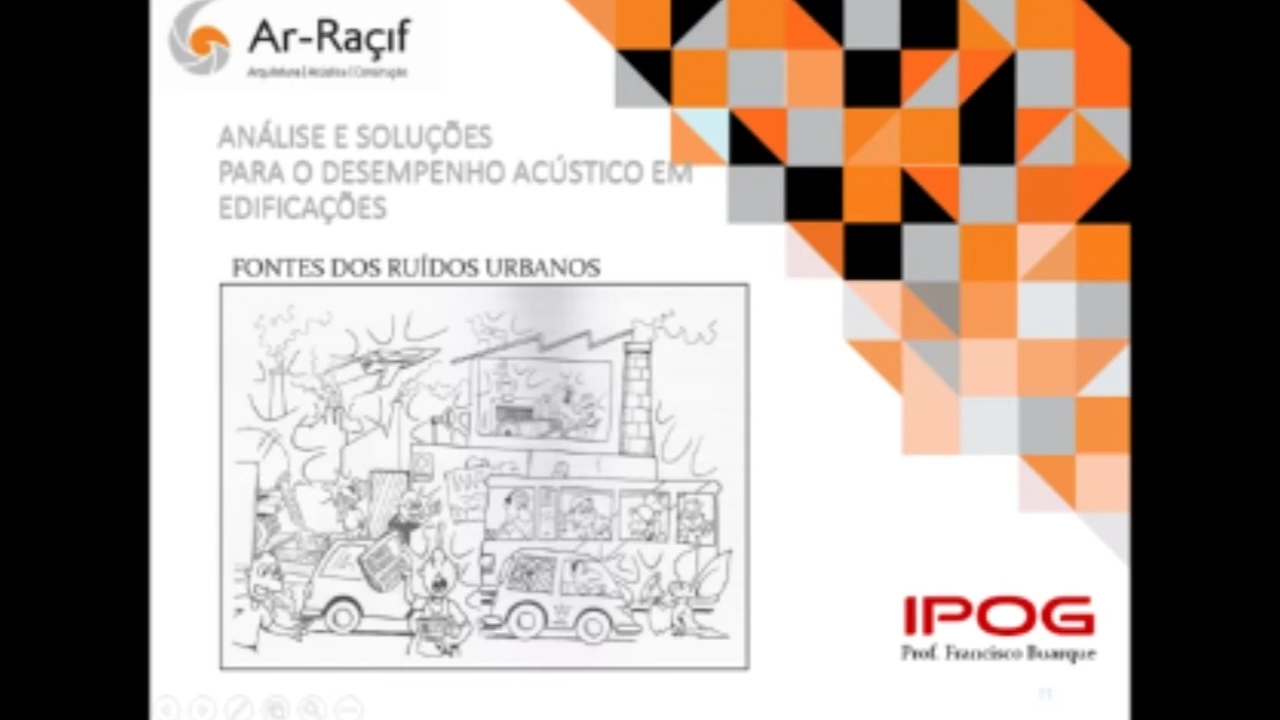 Ar-Raçıf
Arquitetura | Acústica | Construção
ANÁLISE E SOLUÇÕES
PARA O DESEMPENHO ACÚSTICO EM
EDIFICAÇÕES
FONTES DOS RUÍDOS URBANOS
IPOG
Prof. Francisco Buarque